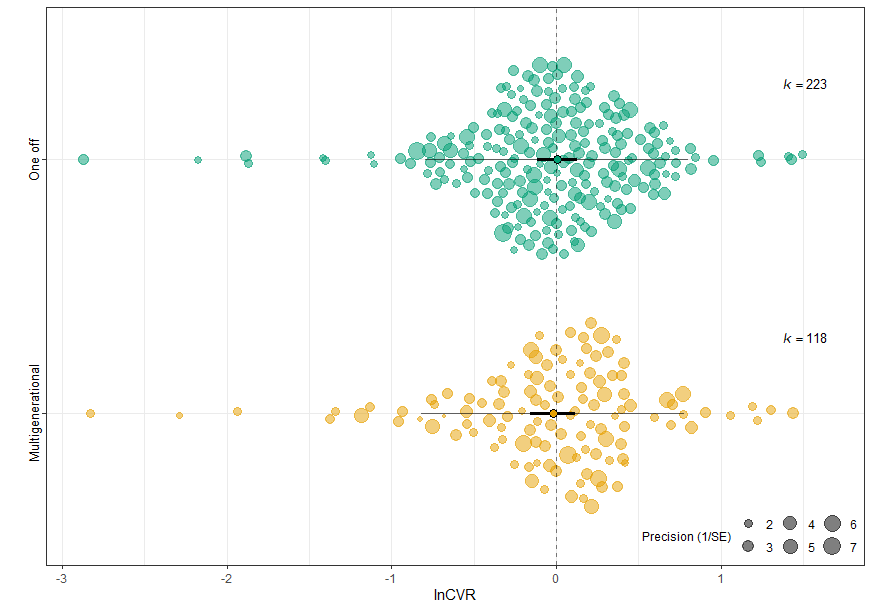 k = 223
One off
k = 118
Multigenerational
Precision (1/SE)
2 4 6
3 5 7
-3 -2 -1 0 1
lnCVR